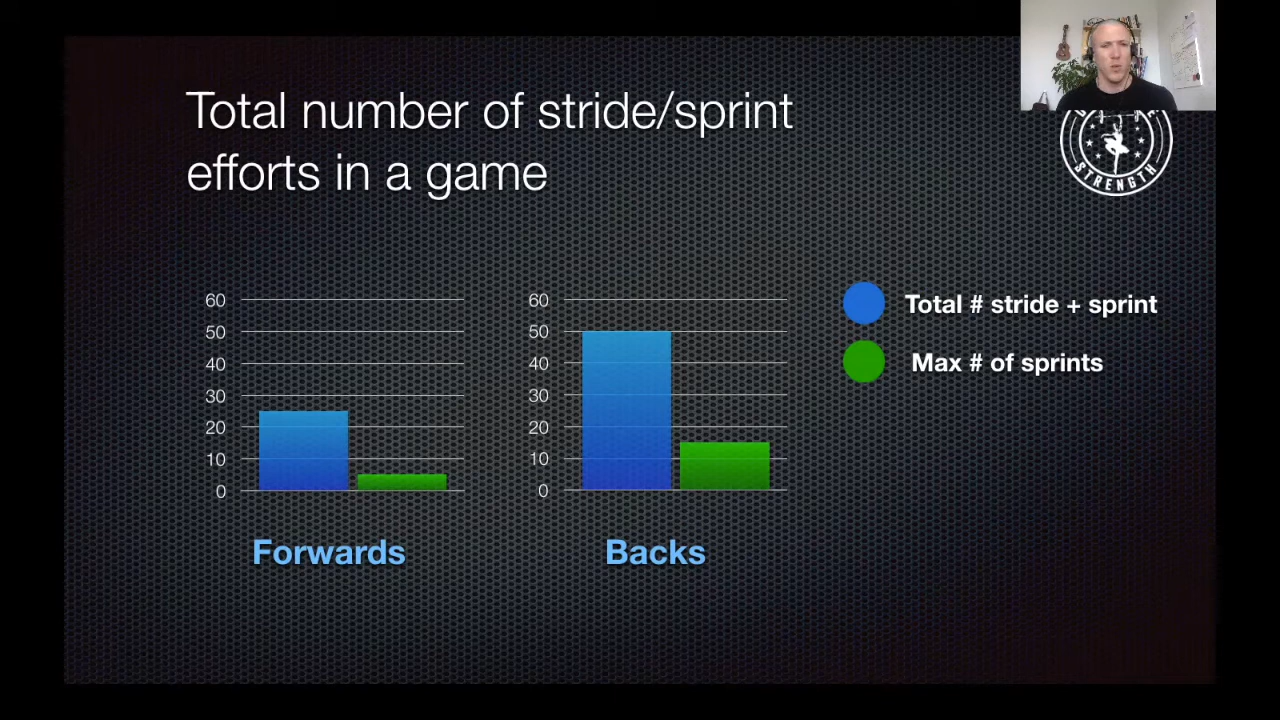 Total number of stride/sprint
efforts in a game
STRENGTH
60
50
40
30
20
10
0
Forwards
60
50
40
30
20
10
0
Backs
Total # stride + sprint
Max # of sprints